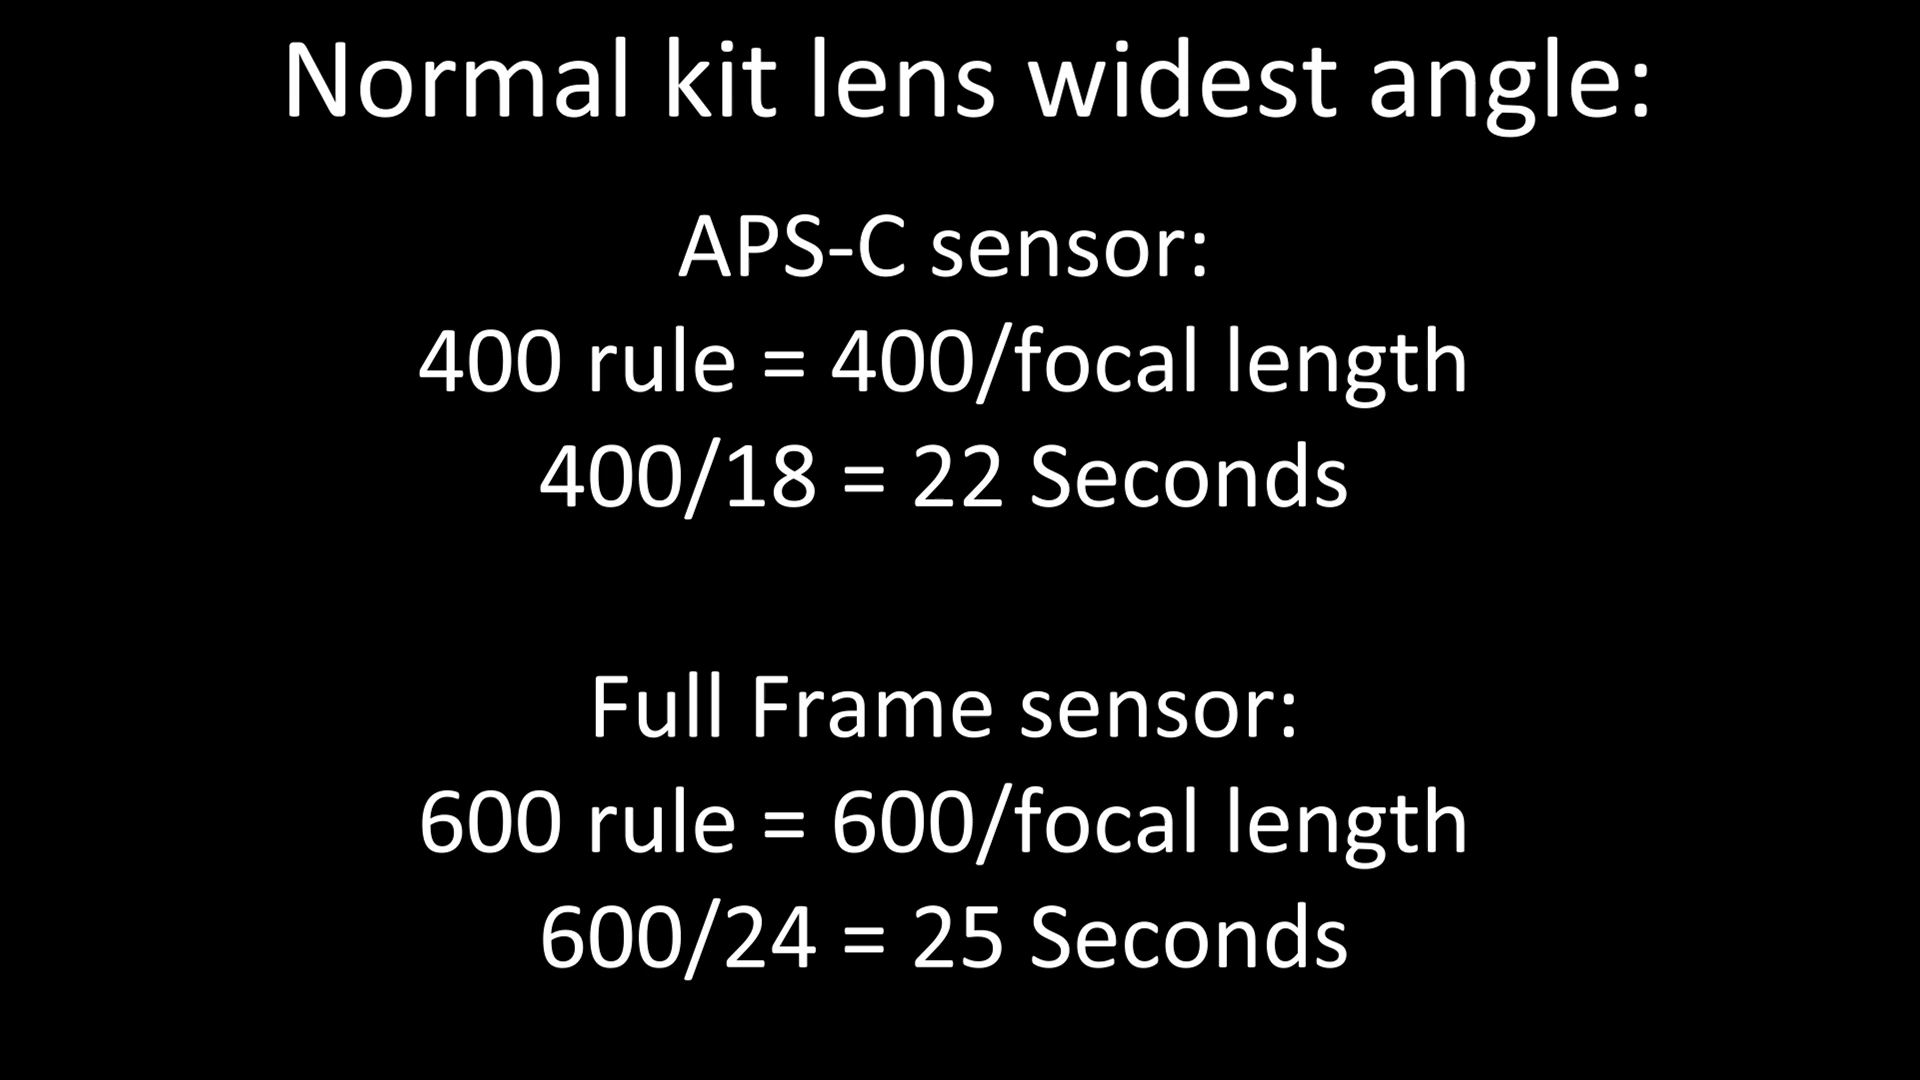 Normal kit lens widest angle:
APS-C sensor:
400 rule = 400/focal length
400/18 = 22 Seconds
Full Frame sensor:
600 rule = 600/focal length
600/24 = 25 Seconds